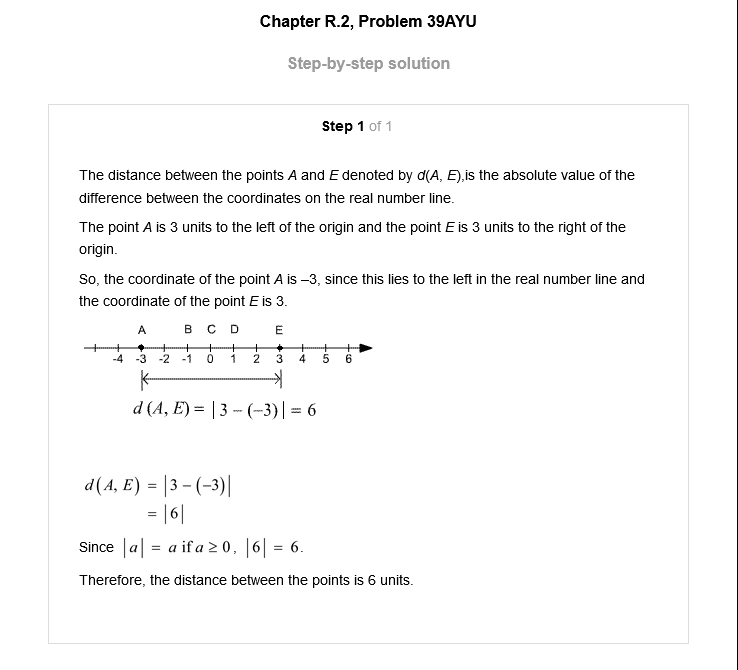 Chapter R.2, Problem 39AYU
Step-by-step solution
Step 1 of 1
The distance between the points A and E denoted by d(A, E),is the absolute value of the
difference between the coordinates on the real number line.
The point A is 3 units to the left of the origin and the point E is 3 units to the right of the
origin.
So, the coordinate of the point A is –3, since this lies to the left in the real number line and
the coordinate of the point E is 3.
A B C D E
-4 -3 -2 -1 0 1 2 3 4 5 6
d (A, E) = | 3 – (–3)| = 6
d(A, E) = |3 – (–3)|
= |6|
Since |a| = a if a ≥ 0, |6| = 6.
Therefore, the distance between the points is 6 units.